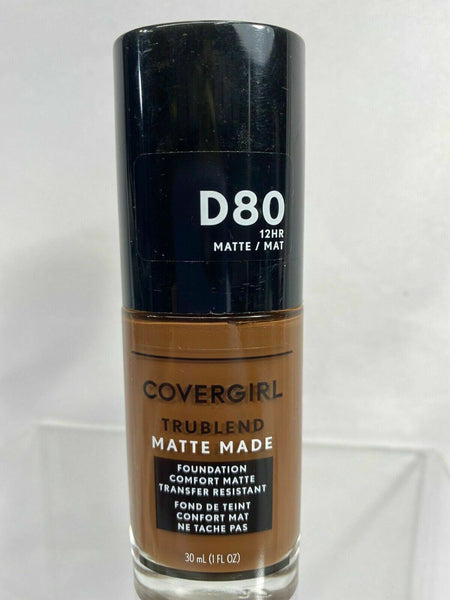 D80
12HR
MATTE / MAT
COVERGIRL
TRUBLEND
MATTE MADE
FOUNDATION
COMFORT MATTE
TRANSFER RESISTANT
FOND DE TEINT
CONFORT MAT
NE TACHE PAS
30 mL (1 FL OZ)